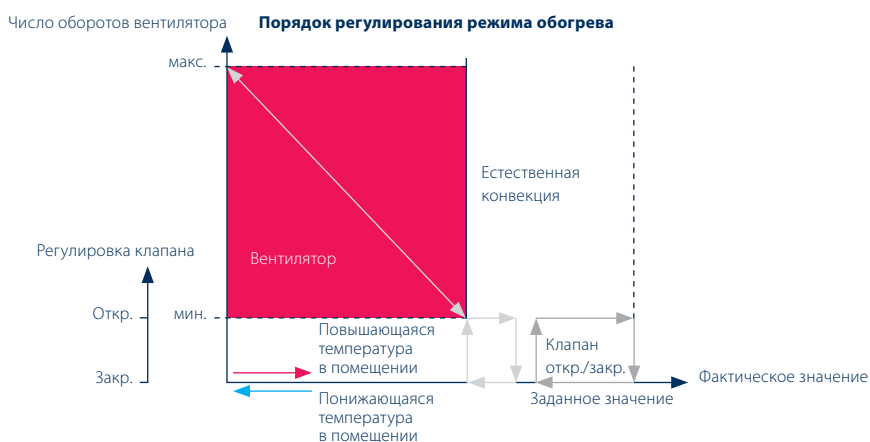 Число оборотов вентилятора
Порядок регулирования режима обогрева
макс.
Естественная
конвекция
Регулировка клапана
Вентилятор
Откр.
мин.
Повышающаяся
температура
в помещении
Клапан
откр./закр.
Закр.
Фактическое значение
Понижающаяся
температура
в помещении
Заданное значение